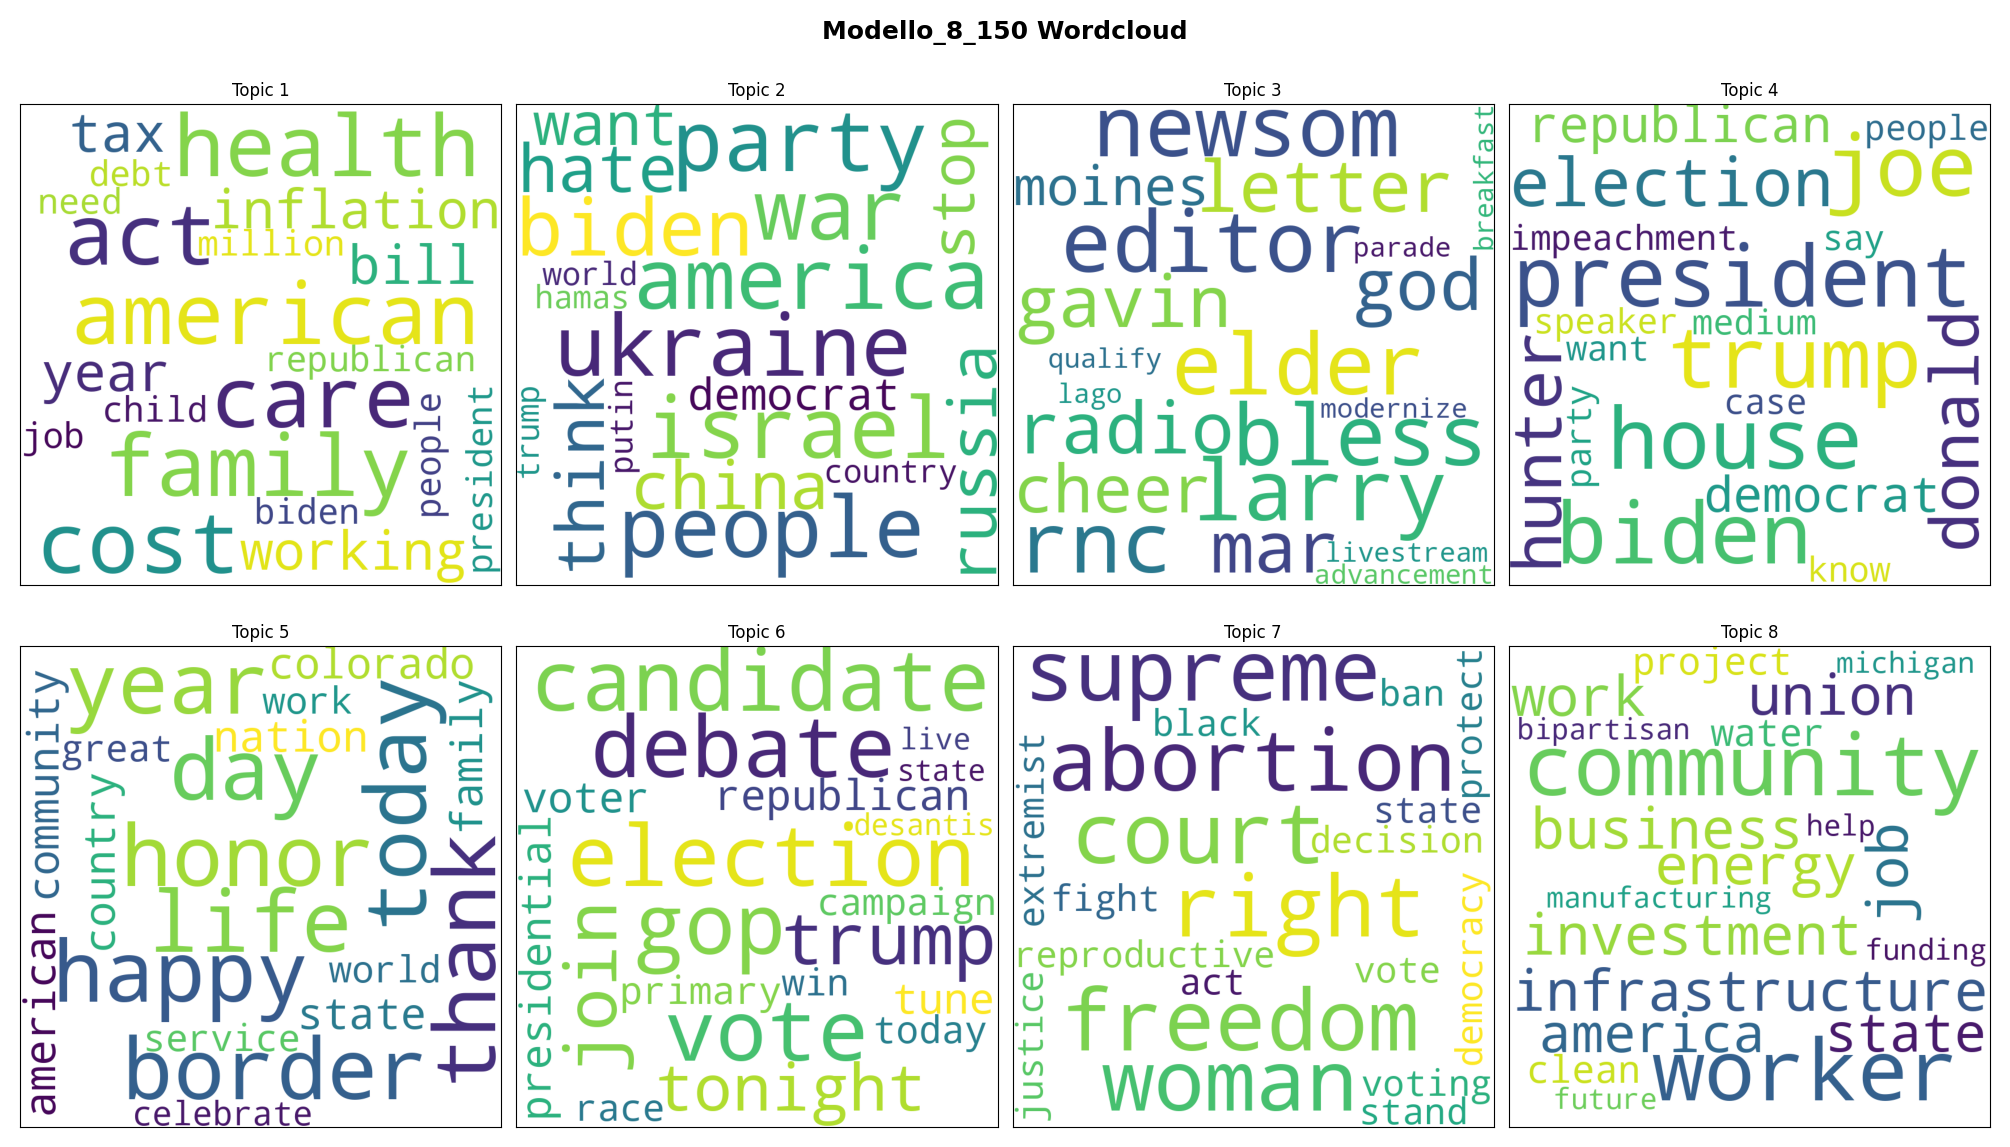 Modello_8_150 Wordcloud
Topic 1
tax
health
debt
need
inflation
act
million
bill
american
year
republican
child
care
job
people
president
family
biden
cost
working
Topic 2
want
party
hate
stop
biden
war
world
america
hamas
ukraine
trump
think
putin
democrat
israel
russia
china
country
people
Topic 3
newsom
breakfast
moines
letter
editor
parade
gavin
god
qualify
elder
lago
modernize
radio
bless
cheer
larry
rnc
mar
livestream
advancement
Topic 4
republican
people
election
joe
impeachment
say
president
speaker
medium
want
trump
donald
hunter
party
case
house
democrat
biden
know
Topic 5
year
colorado
community
work
today
family
great
nation
day
country
honor
life
thank
american
happy
world
state
service
border
celebrate
Topic 6
candidate
debate
live
state
voter
republican
desantis
presidential
election
join
gop
campaign
trump
primary
win
tune
vote
today
tonight
race
Topic 7
supreme
protect
ban
black
extremist
abortion
court
state
decision
fight
right
democracy
reproductive
justice
act
vote
freedom
woman
voting
stand
Topic 8
project
michigan
work
union
bipartisan
water
community
business
help
job
energy
manufacturing
investment
funding
infrastructure
america
state
clean
worker
future